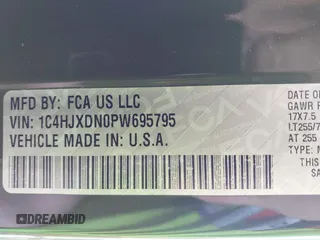 MFD BY: FCA US LLC
VIN: 1C4HJXDN0PW695795
VEHICLE MADE IN: U.S.A.
DATE OF
GAWR
17X7.5
LT255/7
AT 255
TYPE:
DREAMBID